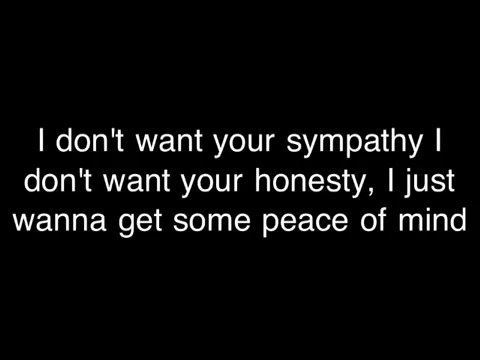 I don't want your sympathy I
don't want your honesty, I just
wanna get some peace of mind